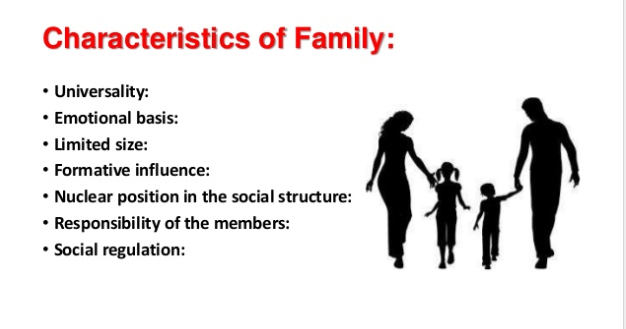 Characteristics of Family:
• Universality:
• Emotional basis:
• Limited size:
• Formative influence:
• Nuclear position in the social structure:
• Responsibility of the members:
• Social regulation: